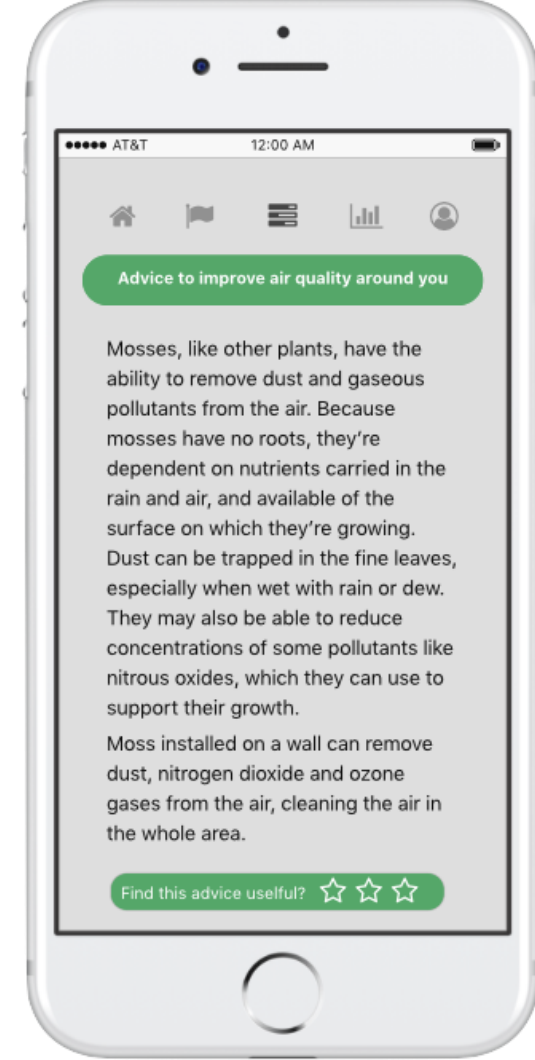 AT&T 12:00 AM
Advice to improve air quality around you
Mosses, like other plants, have the
ability to remove dust and gaseous
pollutants from the air. Because
mosses have no roots, they're
dependent on nutrients carried in the
rain and air, and available of the
surface on which they're growing.
Dust can be trapped in the fine leaves,
especially when wet with rain or dew.
They may also be able to reduce
concentrations of some pollutants like
nitrous oxides, which they can use to
support their growth.
Moss installed on a wall can remove
dust, nitrogen dioxide and ozone
gases from the air, cleaning the air in
the whole area.
Find this advice uselful?